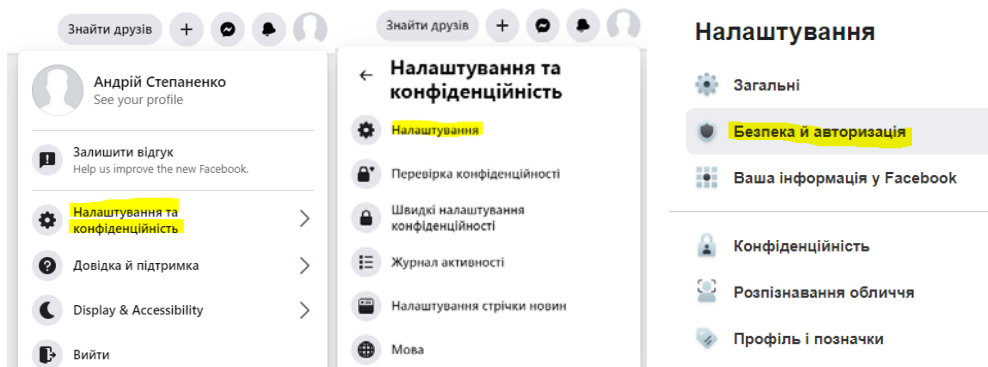 Знайти друзів
Андрій Степаненко
See your profile
Залишити відгук
Help us improve the new Facebook.
Налаштування та
конфіденційність
Довідка й підтримка
Display & Accessibility
Вийти
Знайти друзів
Налаштування та
конфіденційність
Налаштування
Перевірка конфіденційності
Швидкі налаштування
конфіденційності
Журнал активності
Налаштування стрічки новин
Мова
Налаштування
Загальні
Безпека й авторизація
Ваша інформація у Facebook
Конфіденційність
Розпізнавання обличчя
Профіль і позначки